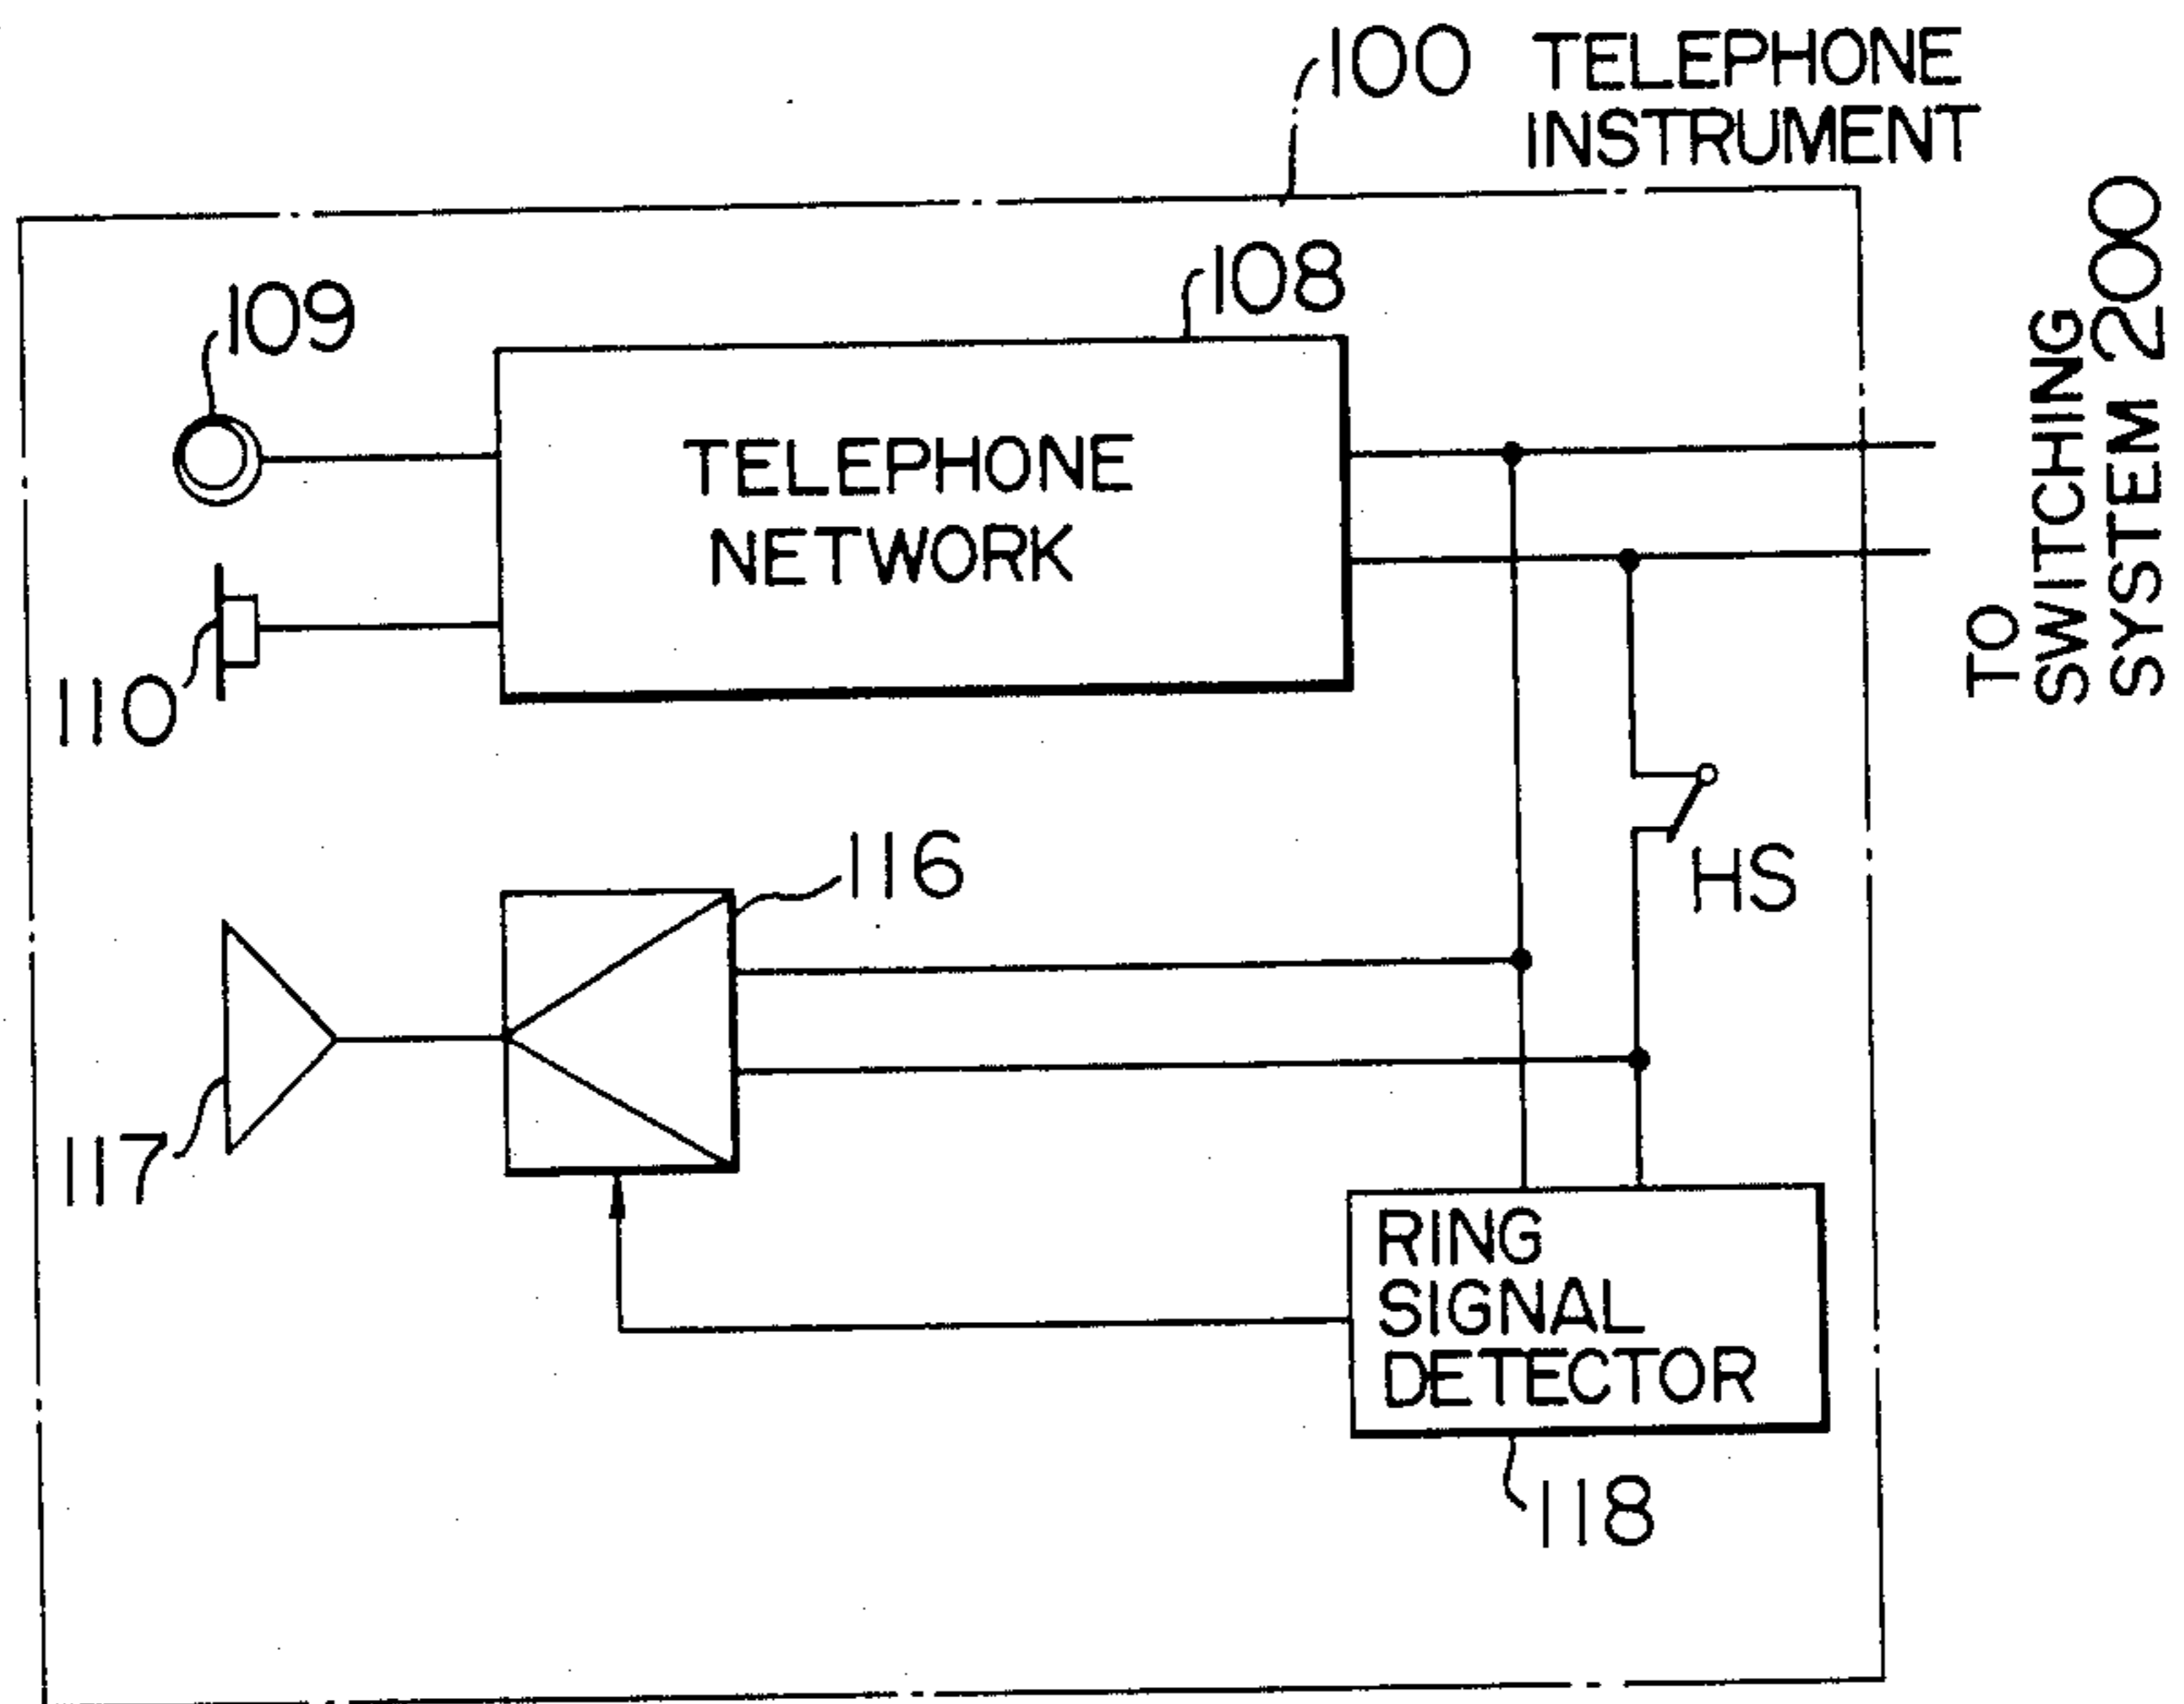 100 TELEPHONE
INSTRUMENT
109
108
TELEPHONE
NETWORK
110
TO
SWITCHING
SYSTEM 200
116
HS
117
RING
SIGNAL
DETECTOR
118